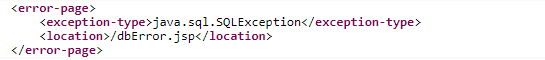 <error-page>
<exception-type>java.sql.SQLException</exception-type>
<location>/dbError.jsp</location>
</error-page>